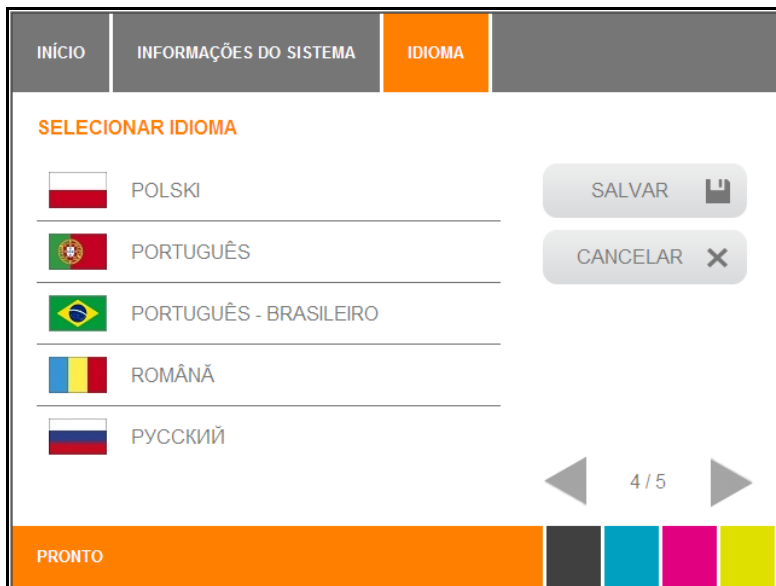 INÍCIO INFORMAÇÕES DO SISTEMA IDIOMA
SELECIONAR IDIOMA
POLSKI
PORTUGUÊS
PORTUGUÊS - BRASILEIRO
ROMÂNĂ
РУССКИЙ
SALVAR
CANCELAR
4 / 5
PRONTO